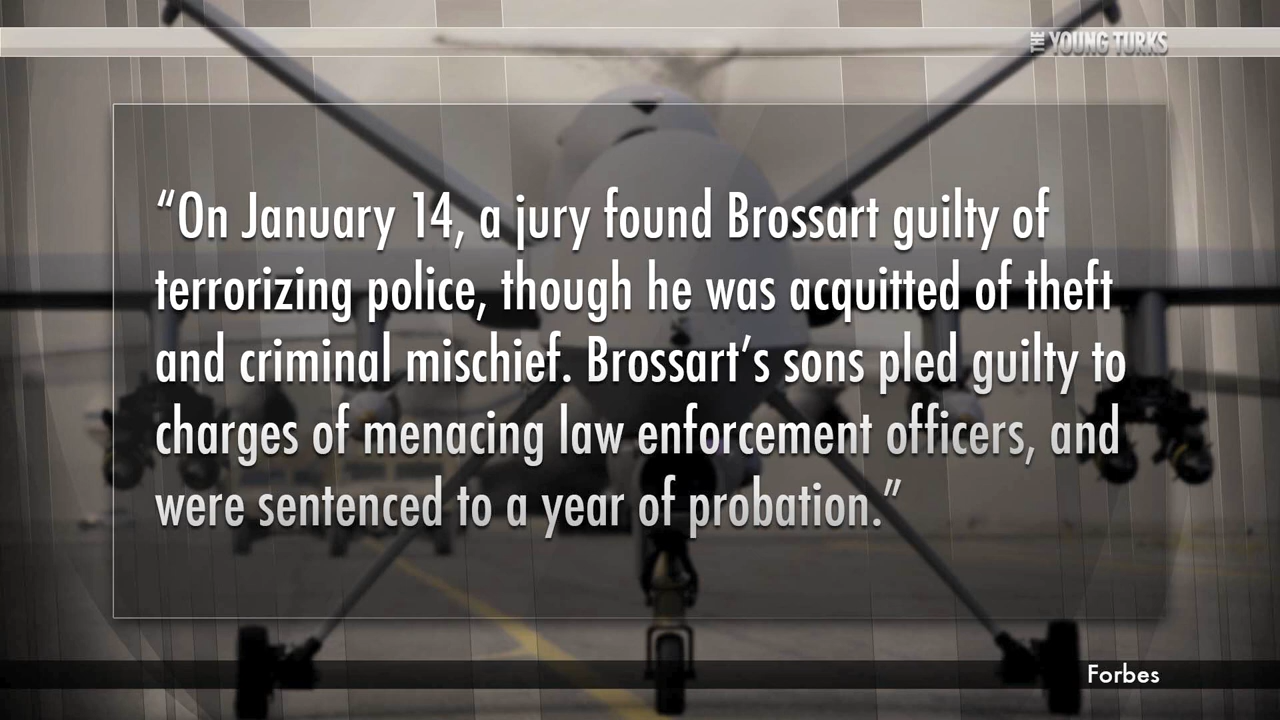 THE YOUNG TURKS
“On January 14, a jury found Brossart guilty of
terrorizing police, though he was acquitted of theft
and criminal mischief. Brossart’s sons pled guilty to
charges of menacing law enforcement officers, and
were sentenced to a year of probation.”
Forbes